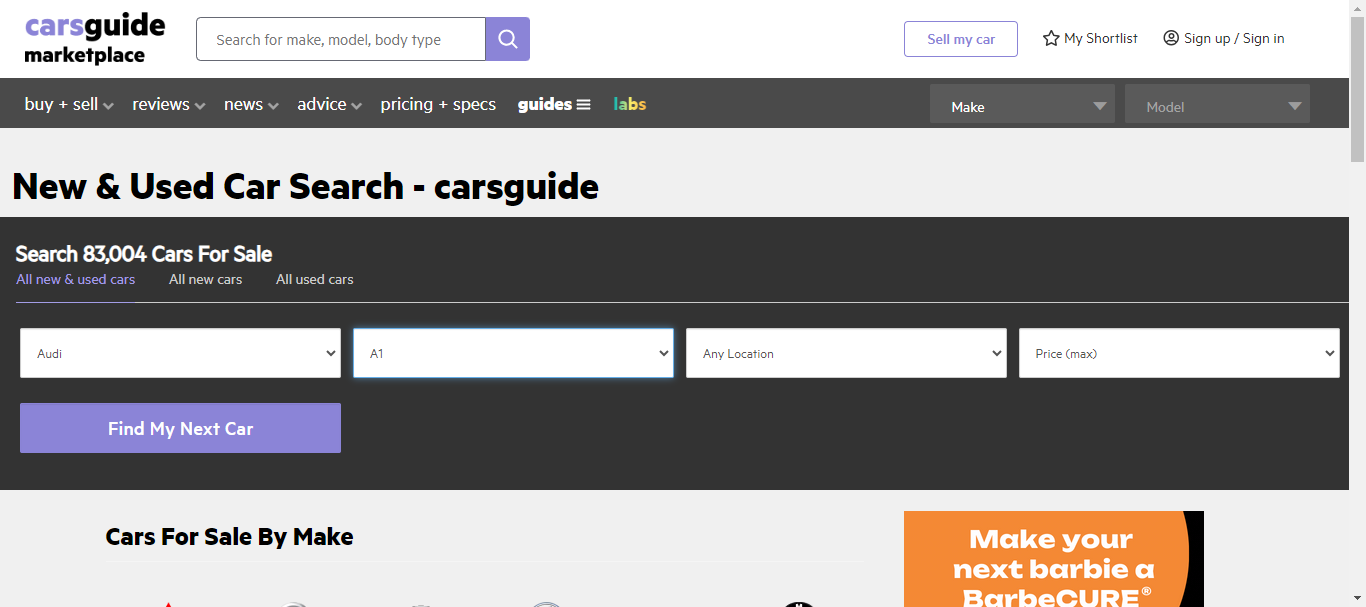 carsguide
marketplace
Search for make, model, body type
Sell my car
My Shortlist
Sign up / Sign in
buy + sell
reviews
news
advice
pricing + specs
guides
labs
Make
Model
New & Used Car Search - carsguide
Search 83,004 Cars For Sale
All new & used cars
All new cars
All used cars
Audi
A1
Any Location
Price (max)
Find My Next Car
Cars For Sale By Make
Make your
next barbie a
BarbeCURE®